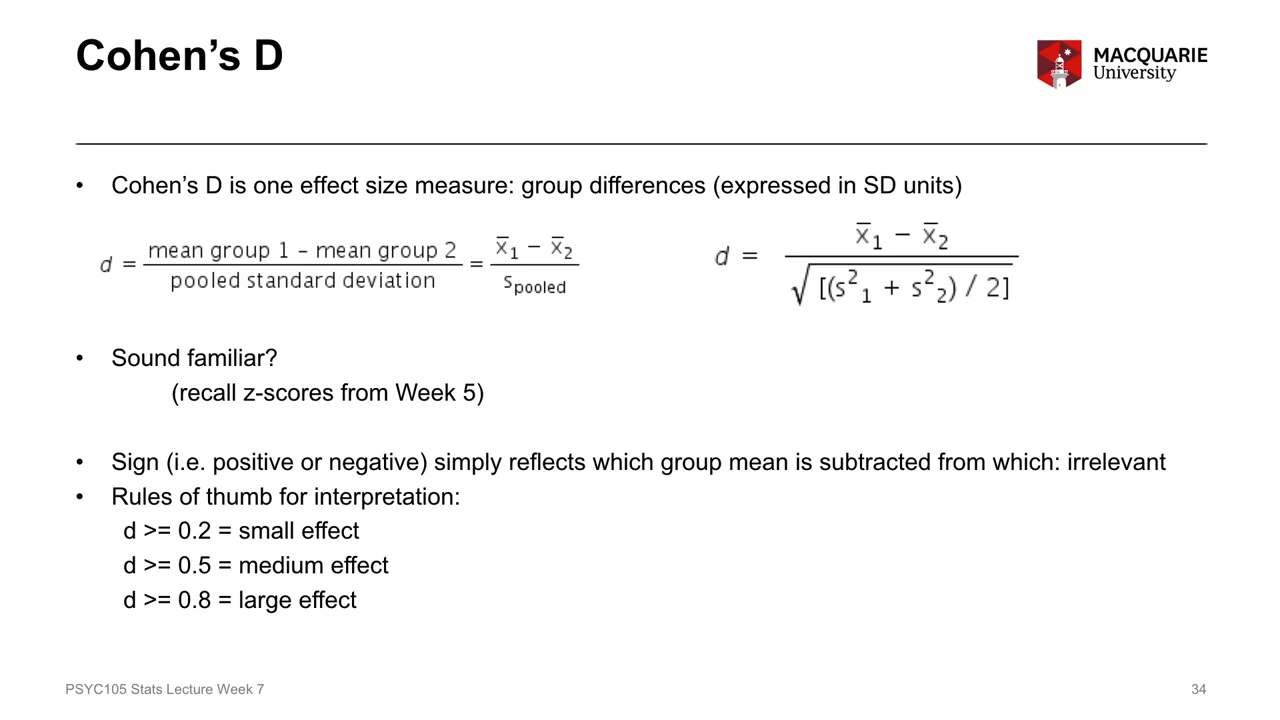 Cohen’s D
MACQUARIE
University
• Cohen’s D is one effect size measure: group differences (expressed in SD units)
d = mean group 1 – mean group 2 / pooled standard deviation = x̅₁ − x̅₂ / s pooled
d = x̅₁ − x̅₂ / √[(s²₁ + s²₂) / 2]
• Sound familiar?
(recall z-scores from Week 5)
• Sign (i.e. positive or negative) simply reflects which group mean is subtracted from which: irrelevant
• Rules of thumb for interpretation:
d >= 0.2 = small effect
d >= 0.5 = medium effect
d >= 0.8 = large effect
PSYC105 Stats Lecture Week 7
34